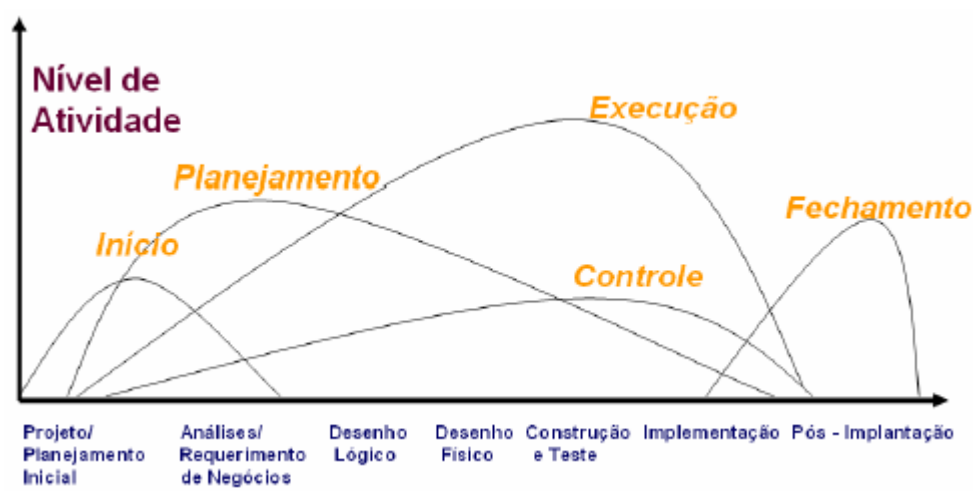 Nível de
Atividade
Execução
Planejamento
Fechamento
Início
Controle
Projeto/
Planejamento
Inicial
Análises/
Requerimento
de Negócios
Desenho
Lógico
Desenho
Físico
Construção
e Teste
Implementação
Pós - Implantação